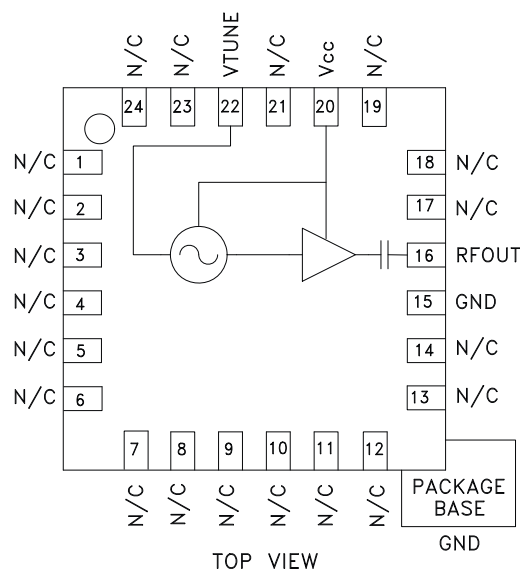 N/C
N/C
VTUNE
N/C
Vcc
N/C
24
23
22
21
20
19
N/C 1
18 N/C
N/C 2
17 N/C
N/C 3
16 RFOUT
N/C 4
15 GND
N/C 5
14 N/C
N/C 6
13 N/C
7
8
9
10
11
12
N/C
N/C
N/C
N/C
N/C
N/C
PACKAGE
BASE
GND
TOP VIEW